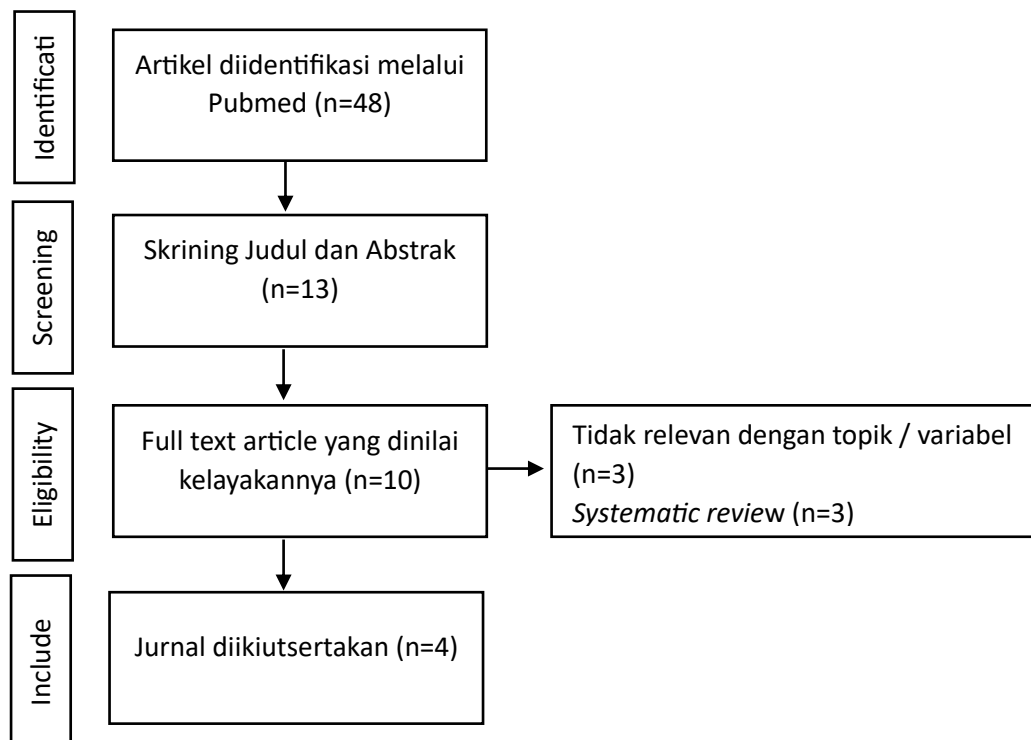 Identificati
Artikel diidentifikasi melalui
Pubmed (n=48)
Screening
Skrining Judul dan Abstrak
(n=13)
Eligibility
Full text article yang dinilai
kelayakannya (n=10)
Tidak relevan dengan topik / variabel
(n=3)
Systematic review (n=3)
Include
Jurnal diikiutsertakan (n=4)